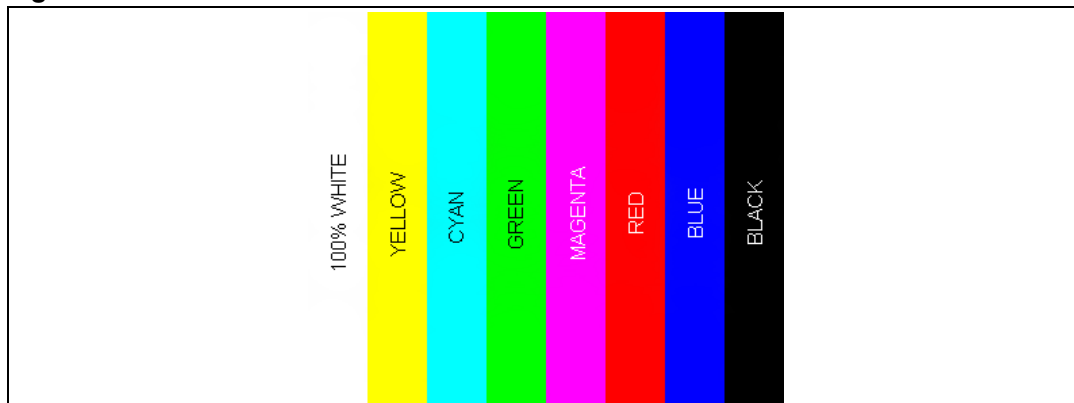 100% WHITE
YELLOW
CYAN
GREEN
MAGENTA
RED
BLUE
BLACK